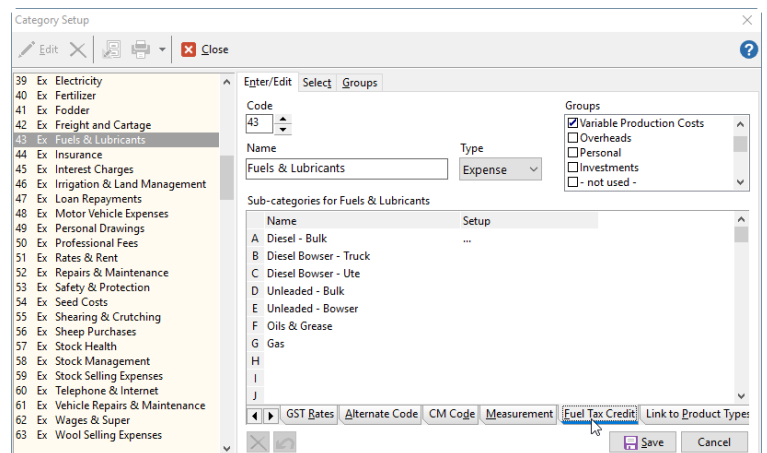 Category Setup
Edit Close
39 Ex Electricity
40 Ex Fertilizer
41 Ex Fodder
42 Ex Freight and Cartage
43 Ex Fuels & Lubricants
44 Ex Insurance
45 Ex Interest Charges
46 Ex Irrigation & Land Management
47 Ex Loan Repayments
48 Ex Motor Vehicle Expenses
49 Ex Personal Drawings
50 Ex Professional Fees
51 Ex Rates & Rent
52 Ex Repairs & Maintenance
53 Ex Safety & Protection
54 Ex Seed Costs
55 Ex Shearing & Crutching
56 Ex Sheep Purchases
57 Ex Stock Health
58 Ex Stock Management
59 Ex Stock Selling Expenses
60 Ex Telephone & Internet
61 Ex Vehicle Repairs & Maintenance
62 Ex Wages & Super
63 Ex Wool Selling Expenses
Enter/Edit Select Groups
Code
43
Name Type
Fuels & Lubricants Expense
Groups
Variable Production Costs
Overheads
Personal
Investments
- not used -
Sub-categories for Fuels & Lubricants
Name Setup
A Diesel - Bulk ...
B Diesel Bowser - Truck
C Diesel Bowser - Ute
D Unleaded - Bulk
E Unleaded - Bowser
F Oils & Grease
G Gas
H
I
J
GST Rates Alternate Code CM Code Measurement Fuel Tax Credit Link to Product Types
Save Cancel